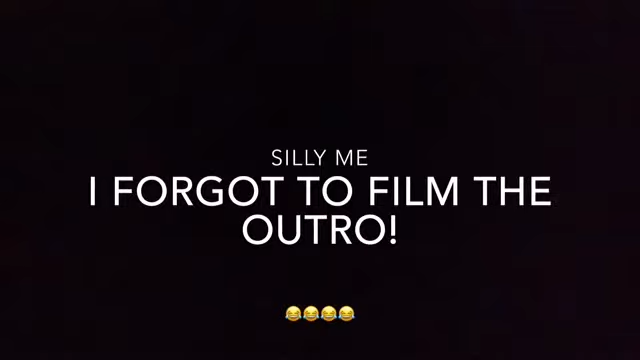 SILLY ME
I FORGOT TO FILM THE
OUTRO!
😂😂😂😂